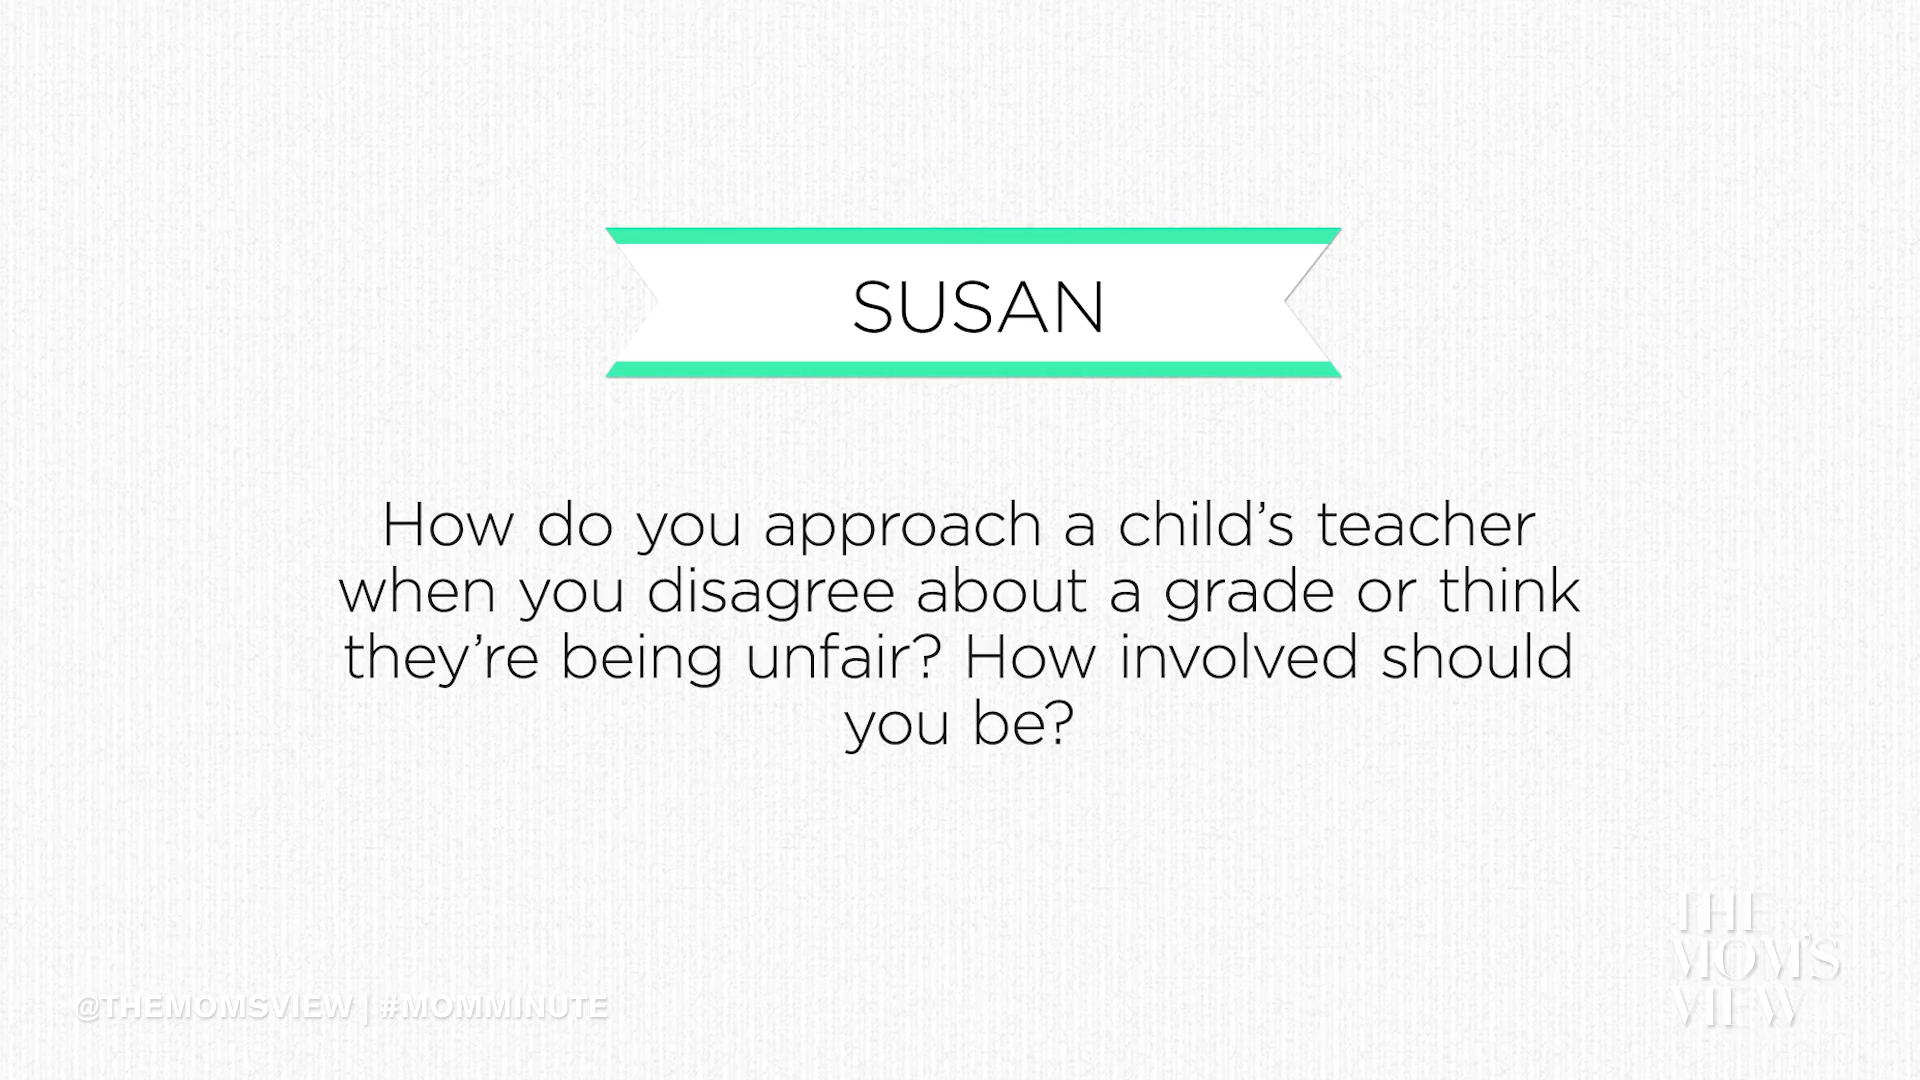 SUSAN
How do you approach a child’s teacher
when you disagree about a grade or think
they’re being unfair? How involved should
you be?
THE
MOM'S
VIEW
@THEMOMSVIEW | #MOMMINUTE